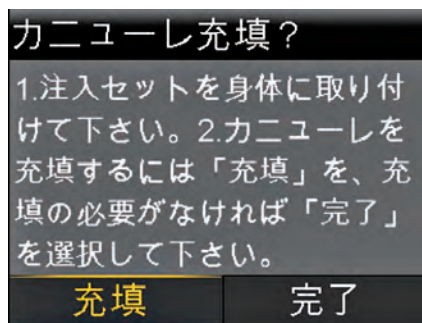 カニューレ充填？
1.注入セットを身体に取り付
けて下さい。2.カニューレを
充填するには「充填」を、充
填の必要がなければ「完了」
を選択して下さい。
充填
完了